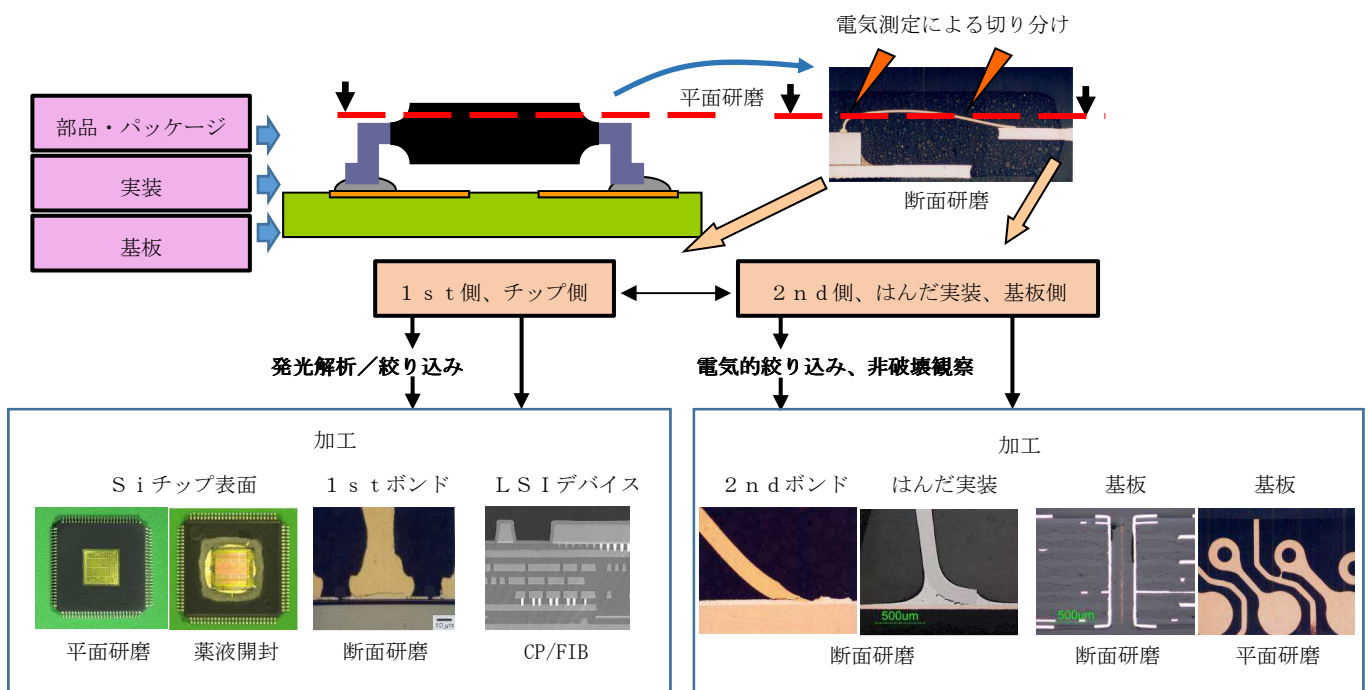 電気測定による切り分け
平面研磨
部品・パッケージ
実装
基板
断面研磨
1st側、チップ側
2nd側、はんだ実装、基板側
発光解析/絞り込み
電気的絞り込み、非破壊観察
加工
Siチップ表面
1stボンド
LSIデバイス
10μm
平面研磨
薬液開封
断面研磨
CP/FIB
加工
2ndボンド
はんだ実装
基板
基板
500um
500um
断面研磨
断面研磨
平面研磨